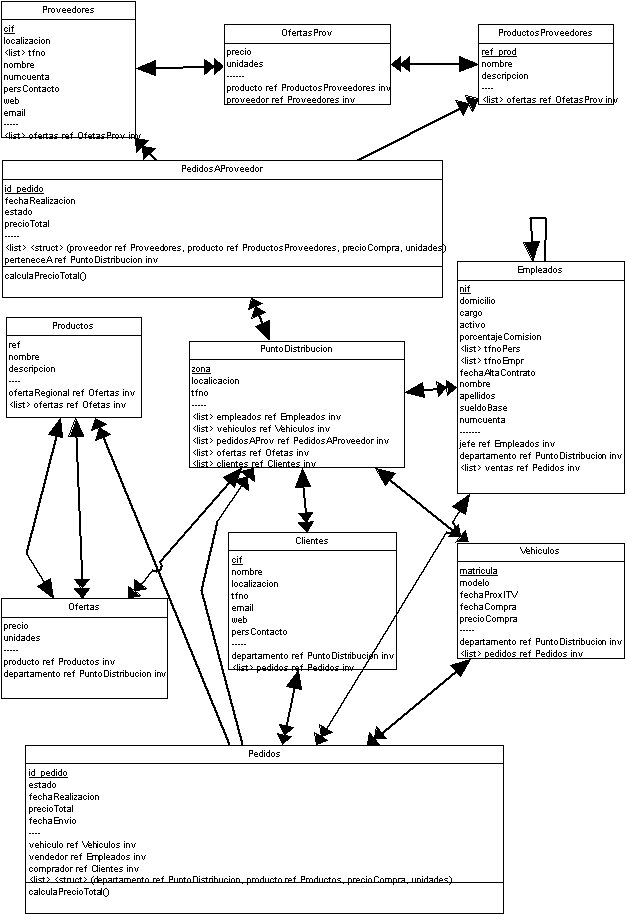 Proveedores
cif
localizacion
<list> tfno
nombre
numcuenta
persContacto
web
email
-----
<list> ofertas ref OfetasProv inv
OfertasProv
precio
unidades
------
producto ref ProductosProveedores inv
proveedor ref Proveedores inv
ProductosProveedores
ref_prod
nombre
descripcion
----
<list> ofertas ref OfetasProv inv
PedidosAProveedor
id_pedido
fechaRealizacion
estado
precioTotal
-----
<list> <struct> (proveedor ref Proveedores, producto ref ProductosProveedores, precioCompra, unidades)
perteneceA ref PuntoDistribucion inv
calculaPrecioTotal()
Empleados
nif
domicilio
cargo
activo
porcentajeComision
<list> tfnoPers
<list> tfnoEmpr
fechaAltaContrato
nombre
apellidos
sueldoBase
numcuenta
-------
jefe ref Empleados inv
departamento ref PuntoDistribucion inv
<list> ventas ref Pedidos inv
Productos
ref
nombre
descripcion
----
ofertaRegional ref Ofertas inv
<list> ofertas ref Ofetas inv
PuntoDistribucion
zona
localicacion
tfno
-----
<list> empleados ref Empleados inv
<list> vehiculos ref Vehiculos inv
<list> pedidosAProv ref PedidosAProveedor inv
<list> ofertas ref Ofetas inv
<list> clientes ref Clientes inv
Clientes
cif
nombre
localizacion
tfno
email
web
persContacto
-----
departamento ref PuntoDistribucion inv
<list> pedidos ref Pedidos inv
Vehiculos
matricula
modelo
fechaProxITV
fechaCompra
precioCompra
-----
departamento ref PuntoDistribucion inv
<list> pedidos ref Pedidos inv
Ofertas
precio
unidades
-----
producto ref Productos inv
departamento ref PuntoDistribucion inv
Pedidos
id_pedido
estado
fechaRealizacion
precioTotal
fechaEnvio
----
vehiculo ref Vehiculos inv
vendedor ref Empleados inv
comprador ref Clientes inv
<list> <struct> (departamento ref PuntoDistribucion, producto ref Productos, precioCompra, unidades)
calculaPrecioTotal()